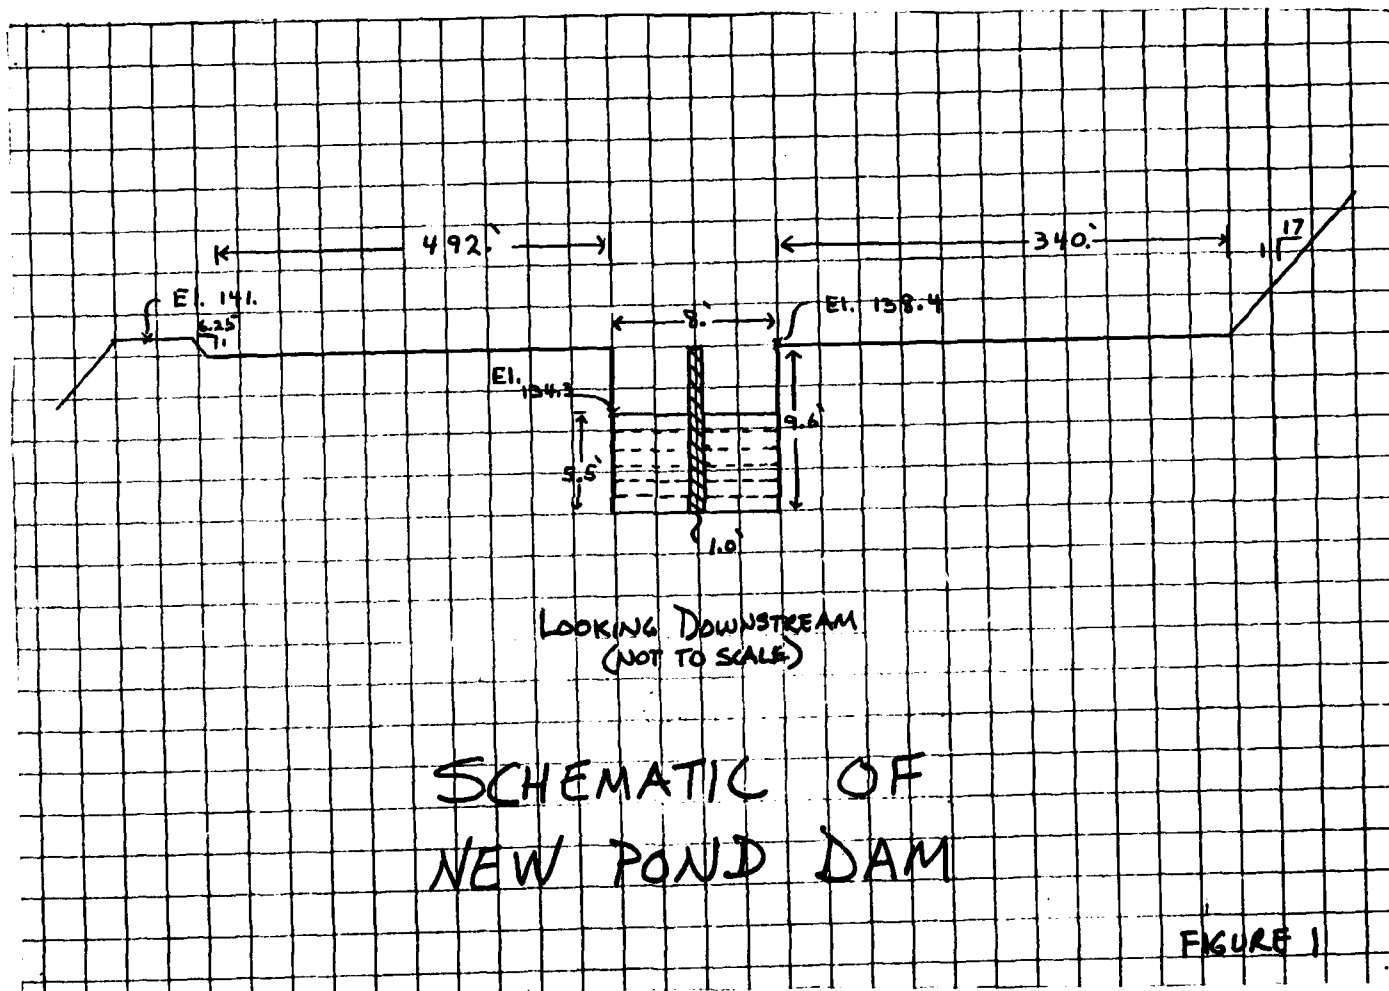 492.'
340.'
17
1
El. 141.
6.25
1
8.'
El. 138.4
El.
134.3
9.6'
5.5'
1.0'
LOOKING DOWNSTREAM
(NOT TO SCALE)
SCHEMATIC OF
NEW POND DAM
FIGURE 1